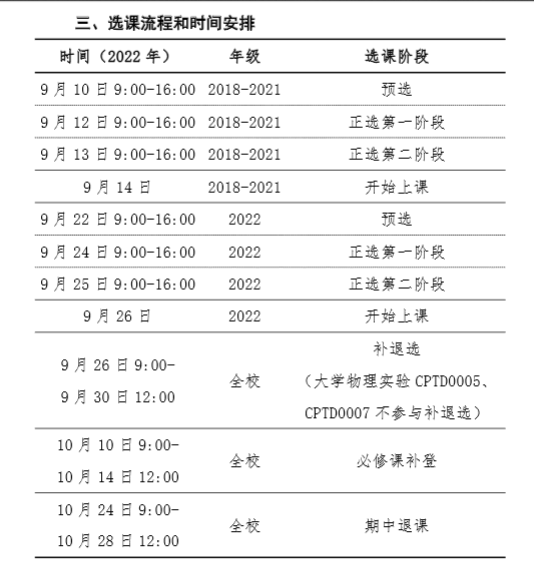 三、选课流程和时间安排
时间（2022 年） 年级 选课阶段
9 月 10 日 9:00-16:00 2018-2021 预选
9 月 12 日 9:00-16:00 2018-2021 正选第一阶段
9 月 13 日 9:00-16:00 2018-2021 正选第二阶段
9 月 14 日 2018-2021 开始上课
9 月 22 日 9:00-16:00 2022 预选
9 月 24 日 9:00-16:00 2022 正选第一阶段
9 月 25 日 9:00-16:00 2022 正选第二阶段
9 月 26 日 2022 开始上课
9 月 26 日 9:00-
9 月 30 日 12:00
全校
补退选
（大学物理实验 CPTD0005、
CPTD0007 不参与补退选）
10 月 10 日 9:00-
10 月 14 日 12:00
全校
必修课补登
10 月 24 日 9:00-
10 月 28 日 12:00
全校
期中退课